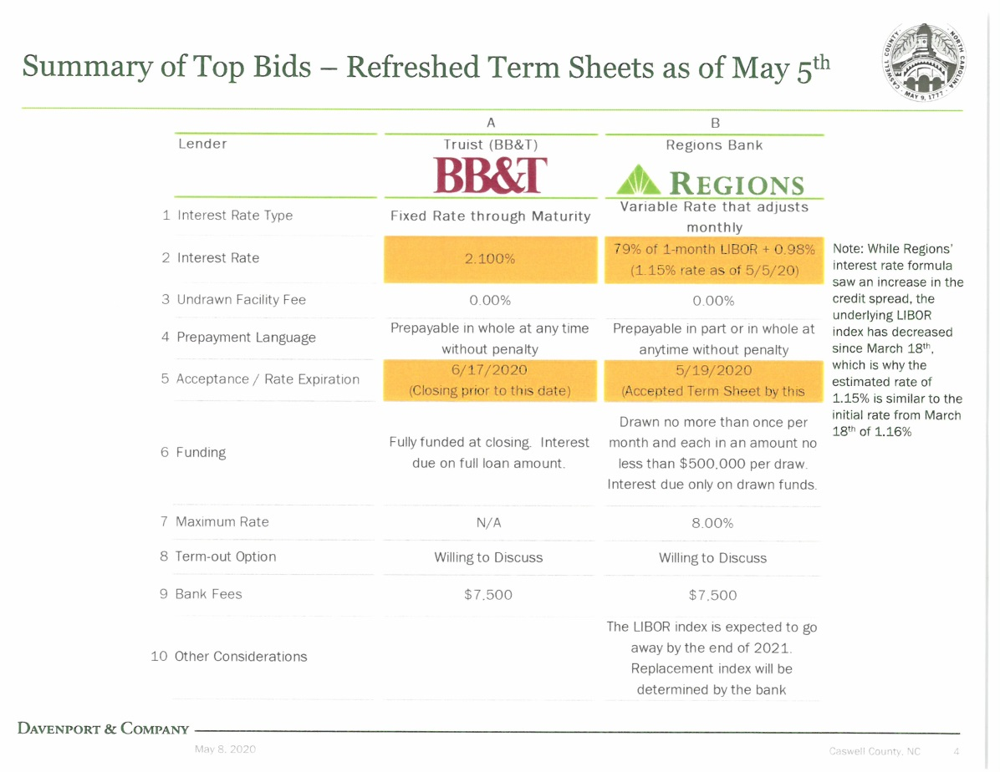 Summary of Top Bids – Refreshed Term Sheets as of May 5th
CASWELL COUNTY, NORTH CAROLINA
MAY 9, 1777
A
B
Lender
Truist (BB&T)
Regions Bank
BB&T
REGIONS
1 Interest Rate Type
Fixed Rate through Maturity
Variable Rate that adjusts
monthly
2 Interest Rate
2.100%
79% of 1-month LIBOR + 0.98%
(1.15% rate as of 5/5/20)
3 Undrawn Facility Fee
0.00%
0.00%
4 Prepayment Language
Prepayable in whole at any time
without penalty
Prepayable in part or in whole at
anytime without penalty
5 Acceptance / Rate Expiration
6/17/2020
(Closing prior to this date)
5/19/2020
(Accepted Term Sheet by this
6 Funding
Fully funded at closing. Interest
due on full loan amount.
Drawn no more than once per
month and each in an amount no
less than $500,000 per draw.
Interest due only on drawn funds.
7 Maximum Rate
N/A
8.00%
8 Term-out Option
Willing to Discuss
Willing to Discuss
9 Bank Fees
$7,500
$7,500
10 Other Considerations
The LIBOR index is expected to go
away by the end of 2021.
Replacement index will be
determined by the bank
Note: While Regions'
interest rate formula
saw an increase in the
credit spread, the
underlying LIBOR
index has decreased
since March 18th,
which is why the
estimated rate of
1.15% is similar to the
initial rate from March
18th of 1.16%
DAVENPORT & COMPANY
May 8, 2020
Caswell County, NC
4